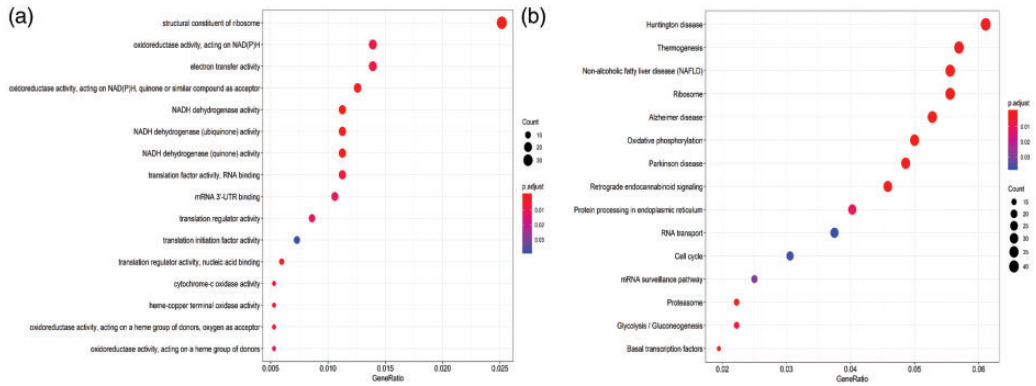 (a)
structural constituent of ribosome
oxidoreductase activity, acting on NAD(P)H
electron transfer activity
oxidoreductase activity, acting on NAD(P)H, quinone or similar compound as acceptor
NADH dehydrogenase activity
NADH dehydrogenase (ubiquinone) activity
NADH dehydrogenase (quinone) activity
translation factor activity, RNA binding
mRNA 3'-UTR binding
translation regulator activity
translation initiation factor activity
translation regulator activity, nucleic acid binding
cytochrome-c oxidase activity
heme-copper terminal oxidase activity
oxidoreductase activity, acting on a heme group of donors, oxygen as acceptor
oxidoreductase activity, acting on a heme group of donors
0.005 0.010 0.015 0.020 0.025
GeneRatio
Count
10
20
30
p.adjust
0.01
0.02
0.03
(b)
Huntington disease
Thermogenesis
Non-alcoholic fatty liver disease (NAFLD)
Ribosome
Alzheimer disease
Oxidative phosphorylation
Parkinson disease
Retrograde endocannabinoid signaling
Protein processing in endoplasmic reticulum
RNA transport
Cell cycle
mRNA surveillance pathway
Proteasome
Glycolysis / Gluconeogenesis
Basal transcription factors
0.02 0.03 0.04 0.05 0.06
GeneRatio
p.adjust
0.01
0.02
0.03
Count
15
20
25
30
35
40